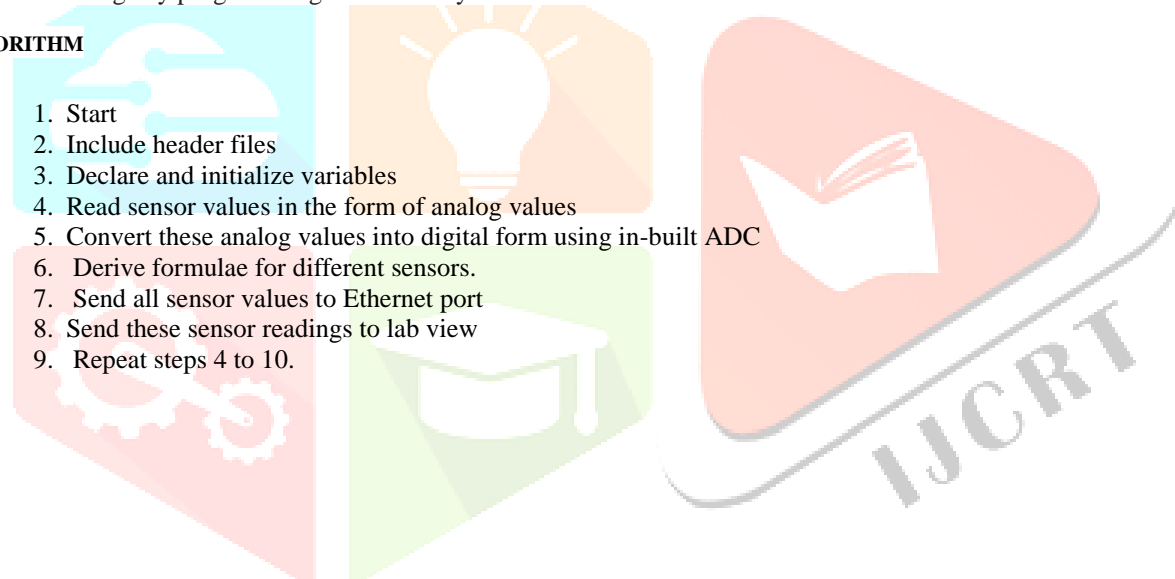 ORITHM
1. Start
2. Include header files
3. Declare and initialize variables
4. Read sensor values in the form of analog values
5. Convert these analog values into digital form using in-built ADC
6. Derive formulae for different sensors.
7. Send all sensor values to Ethernet port
8. Send these sensor readings to lab view
9. Repeat steps 4 to 10.
IJCRT